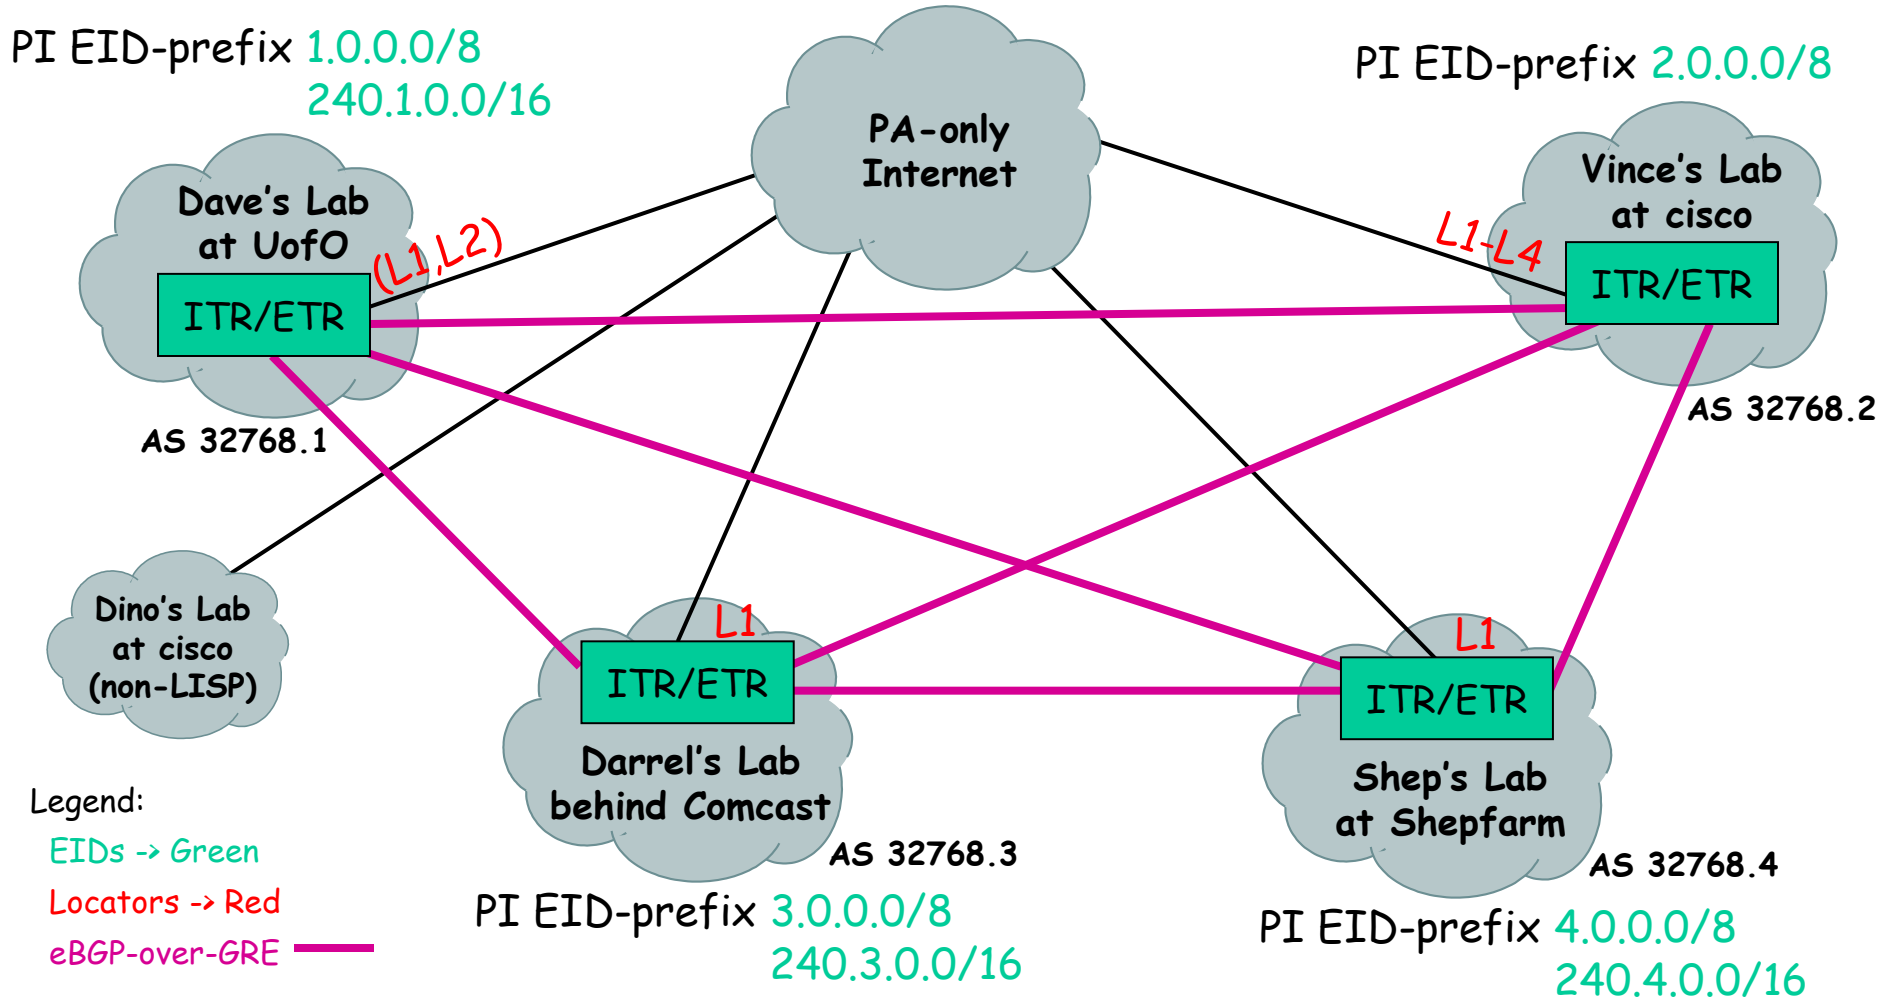 PI EID-prefix 1.0.0.0/8
240.1.0.0/16
PA-only
Internet
PI EID-prefix 2.0.0.0/8
Dave's Lab
at UofO
(L1,L2)
ITR/ETR
AS 32768.1
Vince's Lab
at cisco
L1-L4
ITR/ETR
AS 32768.2
Dino's Lab
at cisco
(non-LISP)
L1
ITR/ETR
Darrel's Lab
behind Comcast
AS 32768.3
PI EID-prefix 3.0.0.0/8
240.3.0.0/16
L1
ITR/ETR
Shep's Lab
at Shepfarm
AS 32768.4
PI EID-prefix 4.0.0.0/8
240.4.0.0/16
Legend:
EIDs -> Green
Locators -> Red
eBGP-over-GRE